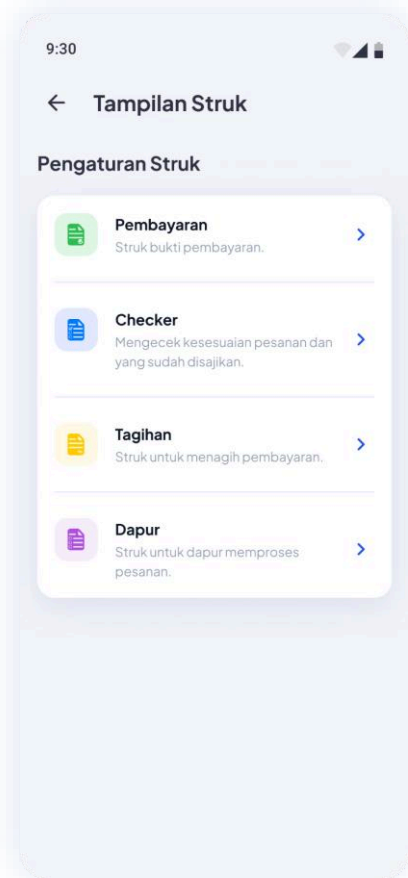 9:30
Tampilan Struk
Pengaturan Struk
Pembayaran
Struk bukti pembayaran.
Checker
Mengecek kesesuaian pesanan dan
yang sudah disajikan.
Tagihan
Struk untuk menagih pembayaran.
Dapur
Struk untuk dapur memproses
pesanan.